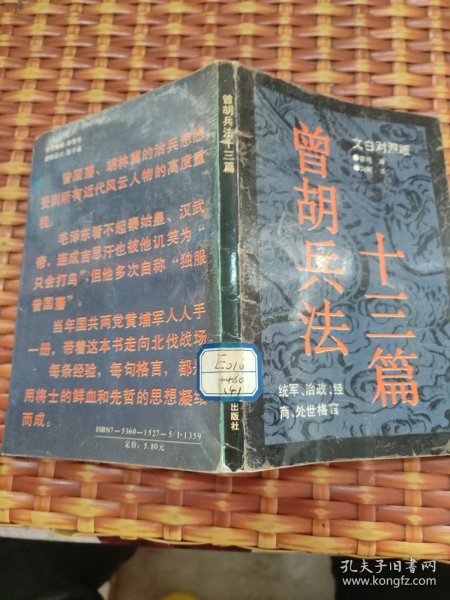 曾国藩、胡林翼的治兵思想,
受到所有近代风云人物的高度重
视。
毛泽东看不起秦始皇、汉武
帝,连成吉思汗也被他讥笑为“
只会打鸟”;但他多次自称“独服
曾国藩”。
当年国共两党黄埔军人人手
一册,带着这本书走向北伐战场。
每条经验,每句格言,都是
用将士的鲜血和先哲的思想凝结
而成。
ISBN7-5360-1527-5/I·1359
定价:5.80元
曾胡兵法十三篇
出版社
文白对照版
曾胡兵法
十三篇
统军、治政、经
商、处世格言
孔夫子旧书网
www.kongfz.com